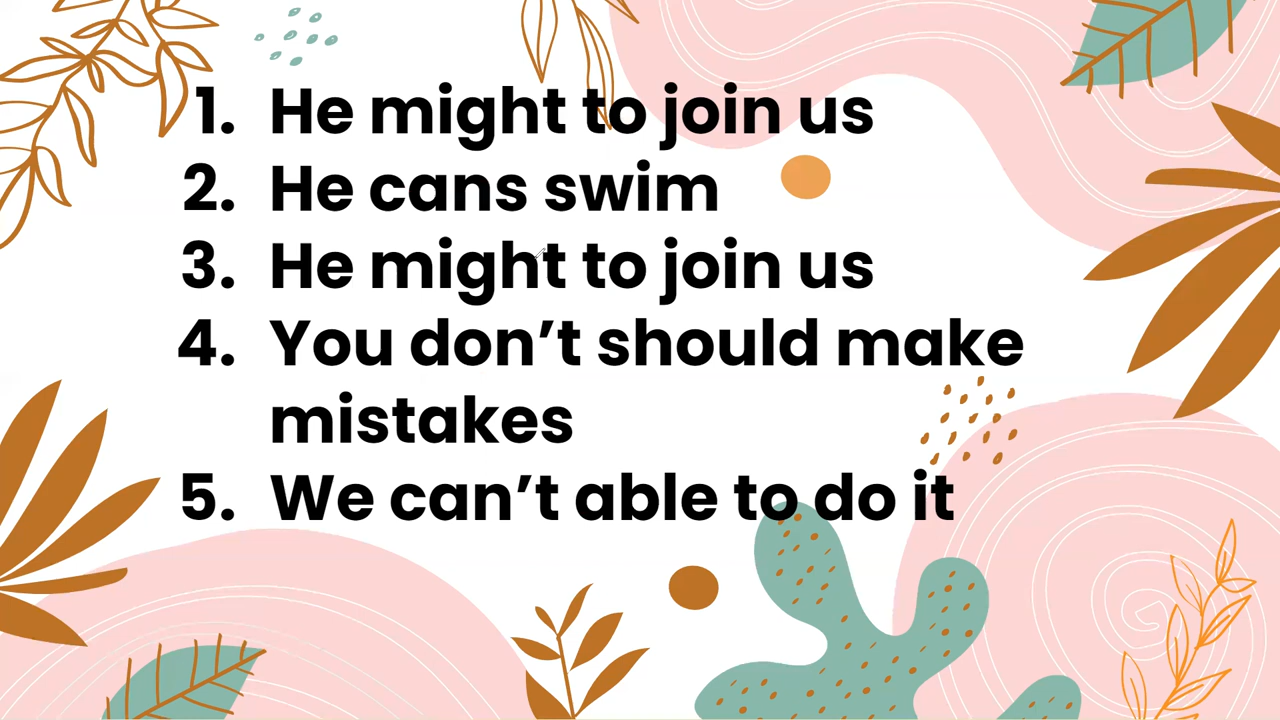 1. He might to join us
2. He cans swim
3. He might to join us
4. You don’t should make
mistakes
5. We can’t able to do it